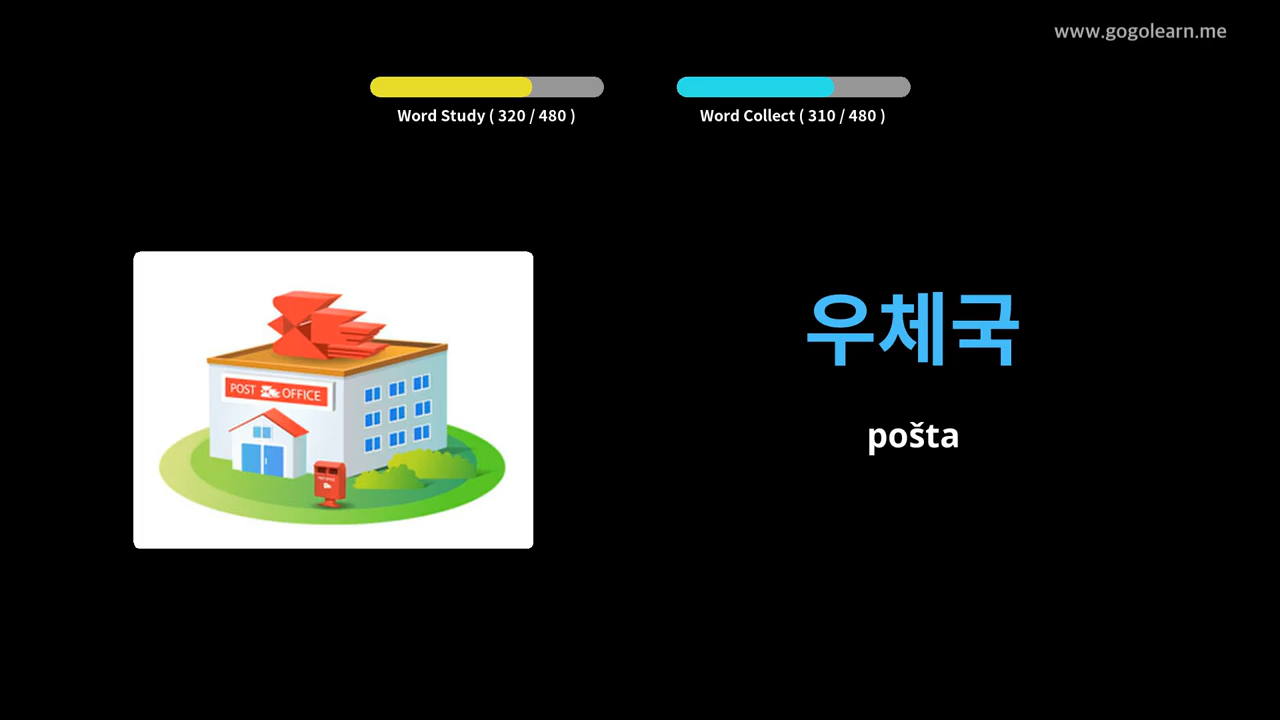 www.gogolearn.me
Word Study ( 320 / 480 )
Word Collect ( 310 / 480 )
POST OFFICE
우체국
pošta